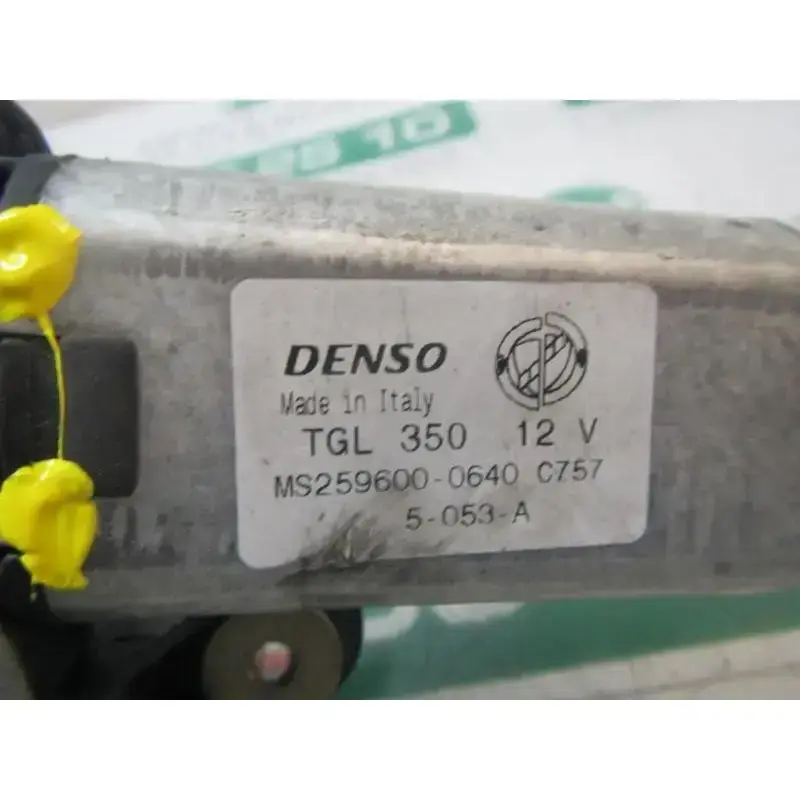 DENSO
Made in Italy
TGL 350 12 V
MS259600-0640 C757
5-053-A